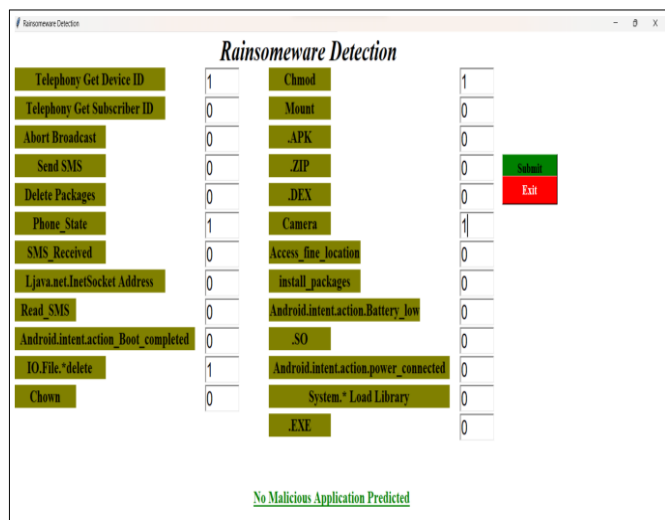 Rainsomeware Detection
Rainsomeware Detection
Telephony Get Device ID 1 Chmod 1
Telephony Get Subscriber ID 0 Mount 0
Abort Broadcast 0 .APK 0
Send SMS 0 .ZIP 0 Submit
Delete Packages 0 .DEX 0 Exit
Phone_State 1 Camera 1
SMS_Received 0 Access_fine_location 0
Ljava.net.InetSocket Address 0 install_packages 0
Read_SMS 0 Android.intent.action.Battery_low 0
Android.intent.action_Boot_completed 0 .SO 0
IO.File.*delete 1 Android.intent.action.power_connected 0
Chown 0 System.* Load Library 0
.EXE 0
No Malicious Application Predicted